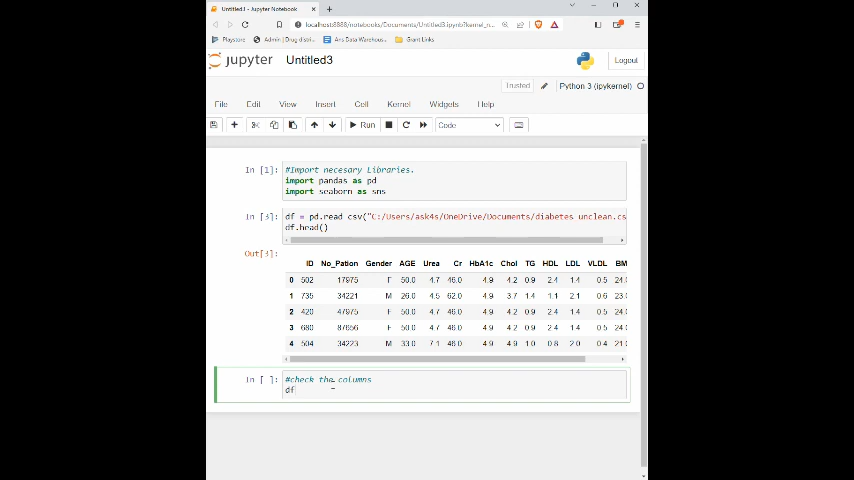 Untitled3 - Jupyter Notebook
localhost:8888/notebooks/Documents/Untitled3.ipynb?kernel_n...
Playstore Admin | Drug-distri... Ans Data Warehous... Grant Links
jupyter Untitled3 Logout
Trusted Python 3 (ipykernel)
File Edit View Insert Cell Kernel Widgets Help
Run Code
In [1]: #Import necesary Libraries.
import pandas as pd
import seaborn as sns
In [3]: df = pd.read_csv("C:/Users/ask4s/OneDrive/Documents/diabetes_unclean.cs
df.head()
Out[3]:
ID No_Pation Gender AGE Urea Cr HbA1c Chol TG HDL LDL VLDL BM
0 502 17975 F 50.0 4.7 46.0 4.9 4.2 0.9 2.4 1.4 0.5 24.0
1 735 34221 M 26.0 4.5 62.0 4.9 3.7 1.4 1.1 2.1 0.6 23.0
2 420 47975 F 50.0 4.7 46.0 4.9 4.2 0.9 2.4 1.4 0.5 24.0
3 680 87656 F 50.0 4.7 46.0 4.9 4.2 0.9 2.4 1.4 0.5 24.0
4 504 34223 M 33.0 7.1 46.0 4.9 4.9 1.0 0.8 2.0 0.4 21.0
In [ ]: #check the columns
df